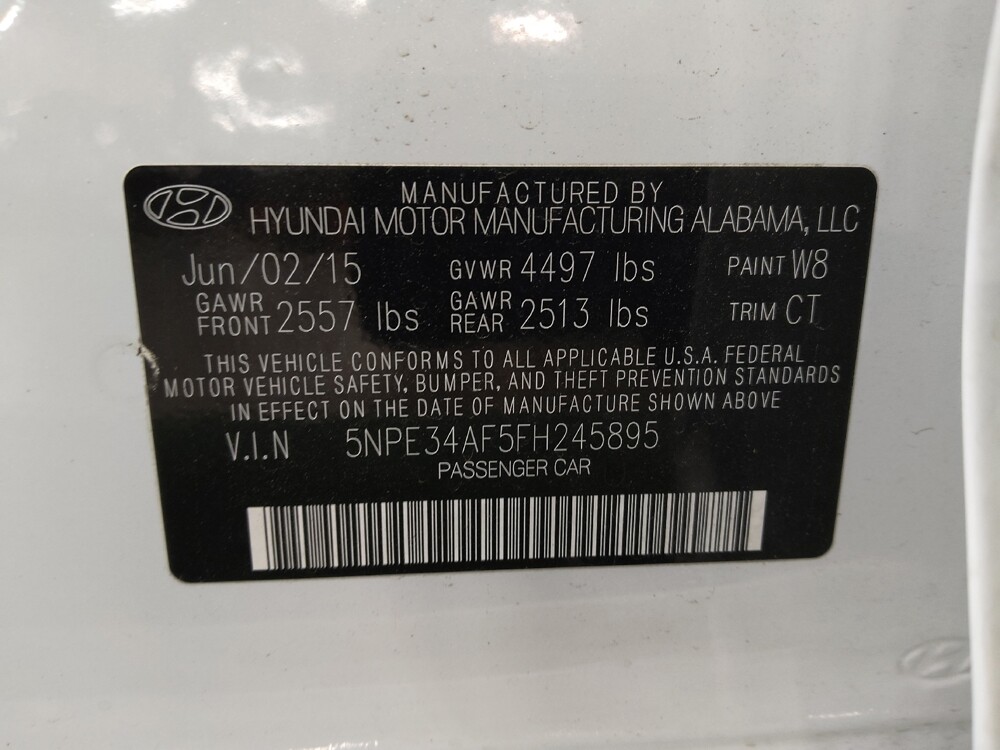 MANUFACTURED BY
HYUNDAI MOTOR MANUFACTURING ALABAMA, LLC
Jun/02/15 GVWR 4497 lbs PAINT W8
GAWR FRONT 2557 lbs GAWR REAR 2513 lbs TRIM CT
THIS VEHICLE CONFORMS TO ALL APPLICABLE U.S.A. FEDERAL
MOTOR VEHICLE SAFETY, BUMPER, AND THEFT PREVENTION STANDARDS
IN EFFECT ON THE DATE OF MANUFACTURE SHOWN ABOVE
V.I.N 5NPE34AF5FH245895
PASSENGER CAR